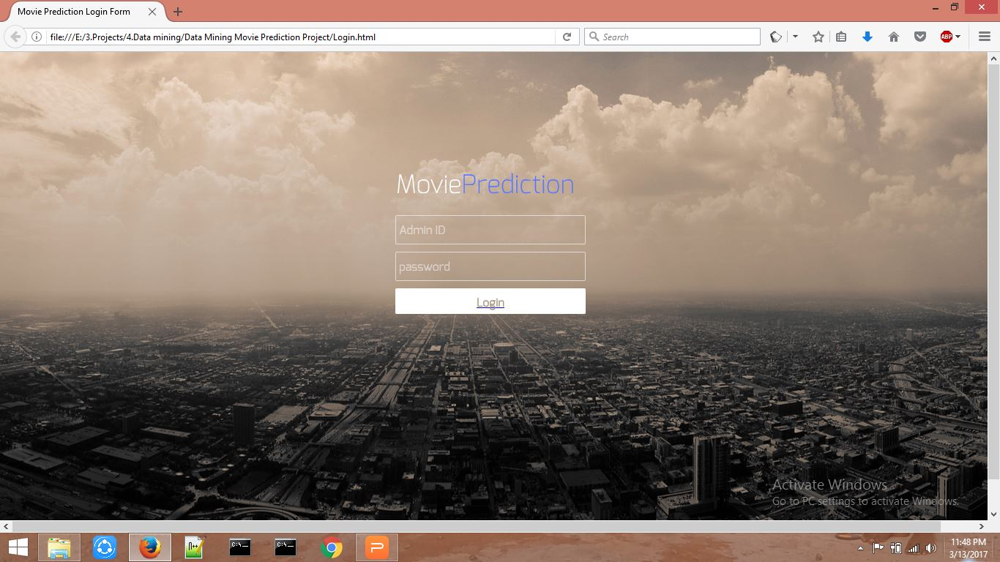 Movie Prediction Login Form
file:///E:/3.Projects/4.Data mining/Data Mining Movie Prediction Project/Login.html
Search
ABP
MoviePrediction
Admin ID
password
Login
Activate Windows
Go to PC settings to activate Windows.
C:\_
C:\_
11:48 PM
3/13/2017